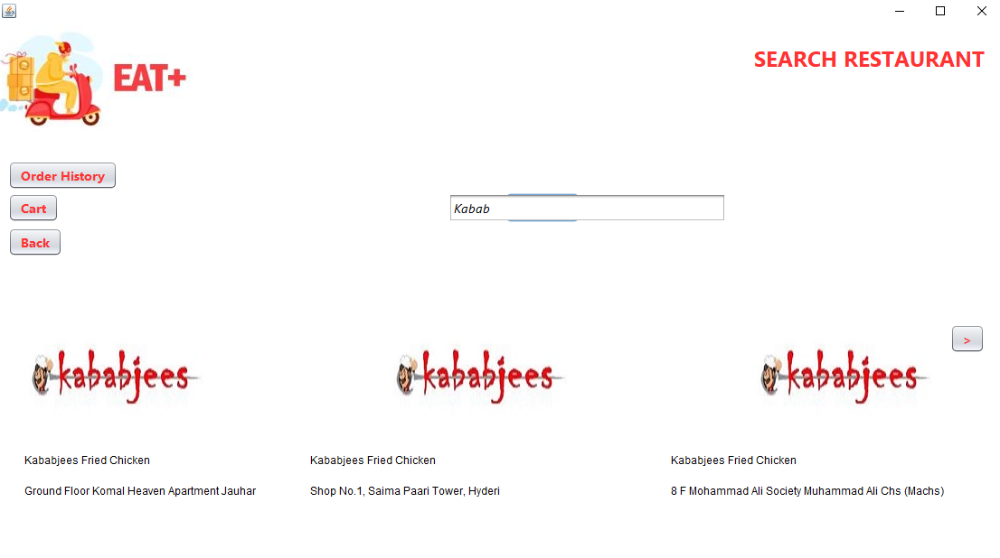 EAT+
SEARCH RESTAURANT
Order History
Cart
Kabab
Back
>
kababjees
kababjees
kababjees
Kababjees Fried Chicken
Kababjees Fried Chicken
Kababjees Fried Chicken
Ground Floor Komal Heaven Apartment Jauhar
Shop No.1, Saima Paari Tower, Hyderi
8 F Mohammad Ali Society Muhammad Ali Chs (Machs)